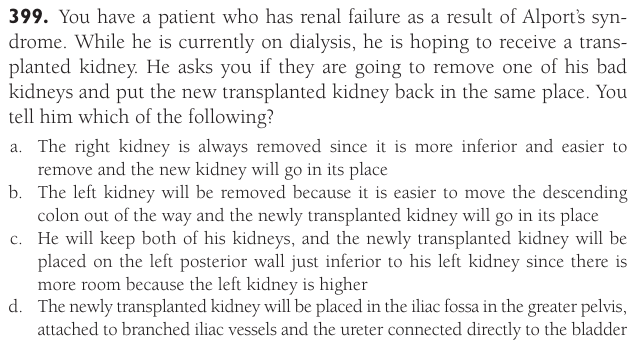 399. You have a patient who has renal failure as a result of Alport's syn-
drome. While he is currently on dialysis, he is hoping to receive a trans-
planted kidney. He asks you if they are going to remove one of his bad
kidneys and put the new transplanted kidney back in the same place. You
tell him which of the following?
a. The right kidney is always removed since it is more inferior and easier to
remove and the new kidney will go in its place
b. The left kidney will be removed because it is easier to move the descending
colon out of the way and the newly transplanted kidney will go in its place
c. He will keep both of his kidneys, and the newly transplanted kidney will be
placed on the left posterior wall just inferior to his left kidney since there is
more room because the left kidney is higher
d. The newly transplanted kidney will be placed in the iliac fossa in the greater pelvis,
attached to branched iliac vessels and the ureter connected directly to the bladder